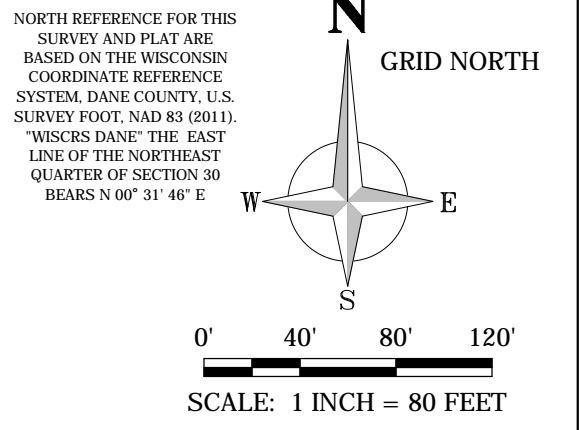 NORTH REFERENCE FOR THIS
SURVEY AND PLAT ARE
BASED ON THE WISCONSIN
COORDINATE REFERENCE
SYSTEM, DANE COUNTY, U.S.
SURVEY FOOT, NAD 83 (2011).
"WISCRS DANE" THE EAST
LINE OF THE NORTHEAST
QUARTER OF SECTION 30
BEARS N 00° 31' 46" E
N
GRID NORTH
W E
S
0' 40' 80' 120'
SCALE: 1 INCH = 80 FEET